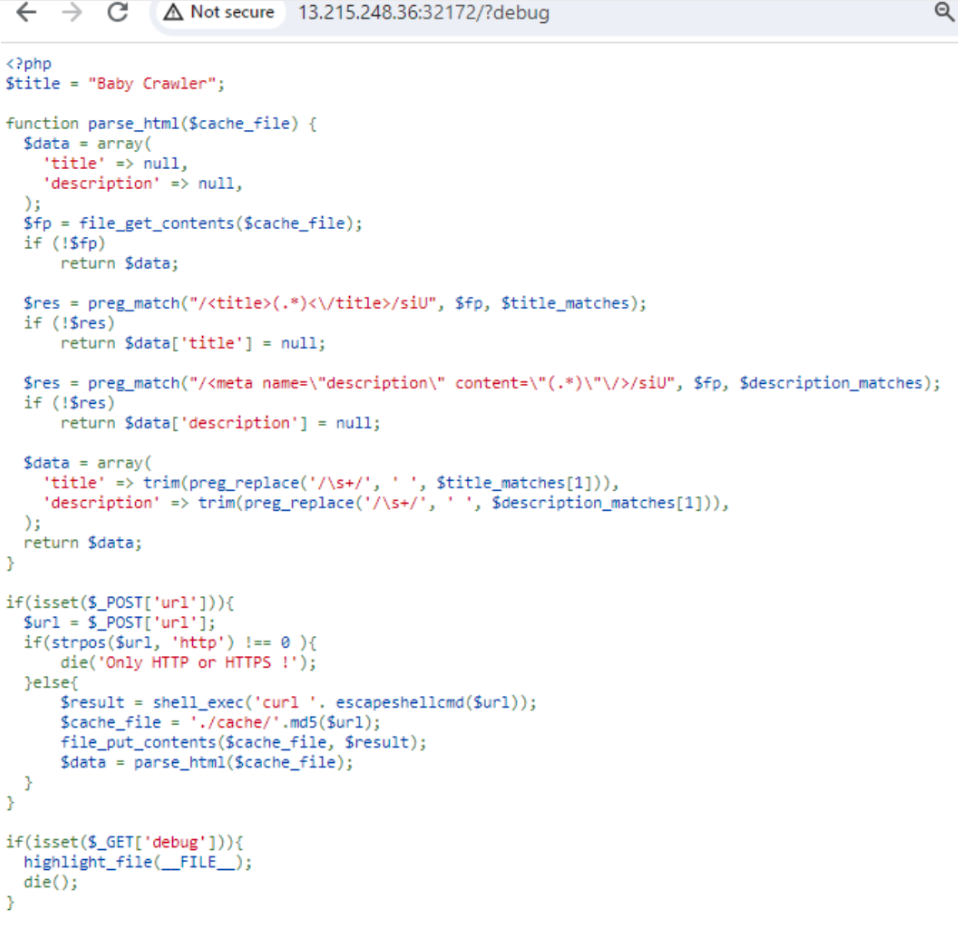 Not secure 13.215.248.36:32172/?debug
<?php
$title = "Baby Crawler";
function parse_html($cache_file) {
$data = array(
'title' => null,
'description' => null,
);
$fp = file_get_contents($cache_file);
if (!$fp)
return $data;
$res = preg_match("/<title>(.*)<\/title>/siU", $fp, $title_matches);
if (!$res)
return $data['title'] = null;
$res = preg_match("/<meta name=\"description\" content=\"(.*)\"\/>/siU", $fp, $description_matches);
if (!$res)
return $data['description'] = null;
$data = array(
'title' => trim(preg_replace('/\s+/', ' ', $title_matches[1])),
'description' => trim(preg_replace('/\s+/', ' ', $description_matches[1])),
);
return $data;
}
if(isset($_POST['url'])){
$url = $_POST['url'];
if(strpos($url, 'http') !== 0 ){
die('Only HTTP or HTTPS !');
}else{
$result = shell_exec('curl '. escapeshellcmd($url));
$cache_file = './cache/'.md5($url);
file_put_contents($cache_file, $result);
$data = parse_html($cache_file);
}
}
if(isset($_GET['debug'])){
highlight_file(__FILE__);
die();
}